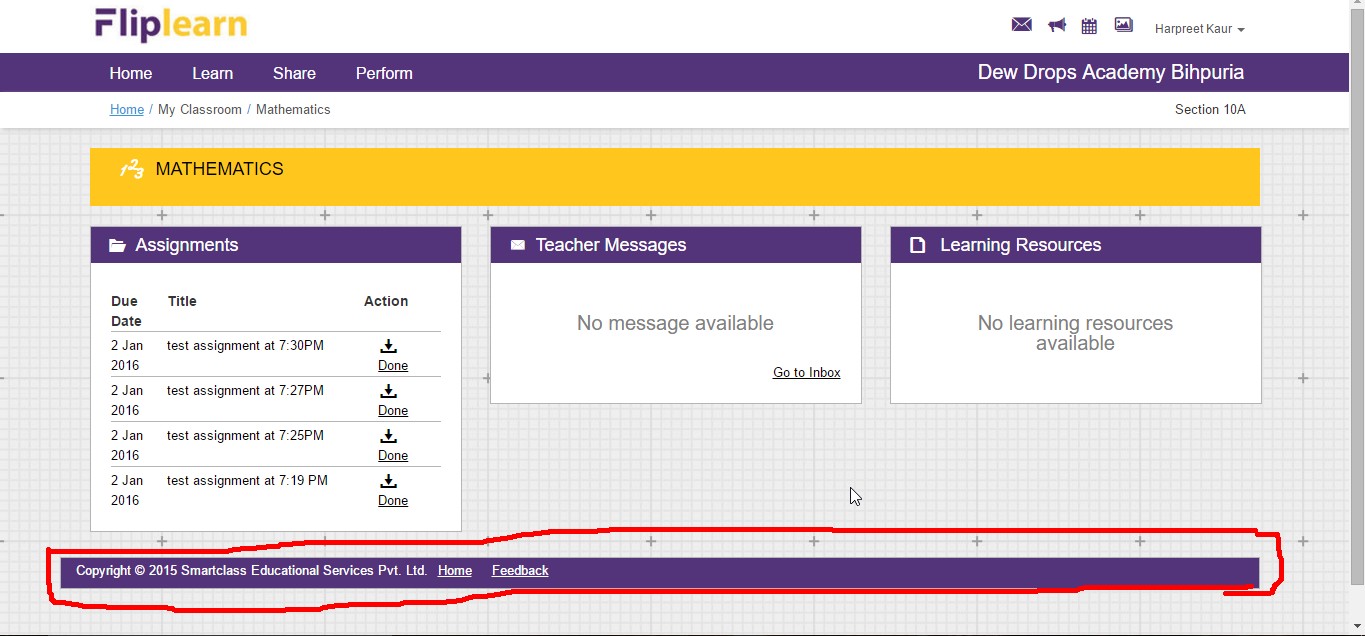 Fliplearn
Harpreet Kaur
Home Learn Share Perform
Dew Drops Academy Bihpuria
Home / My Classroom / Mathematics
Section 10A
123 MATHEMATICS
Assignments
Due Date Title Action
2 Jan 2016 test assignment at 7:30PM Done
2 Jan 2016 test assignment at 7:27PM Done
2 Jan 2016 test assignment at 7:25PM Done
2 Jan 2016 test assignment at 7:19 PM Done
Teacher Messages
No message available
Go to Inbox
Learning Resources
No learning resources
available
Copyright © 2015 Smartclass Educational Services Pvt. Ltd. Home Feedback